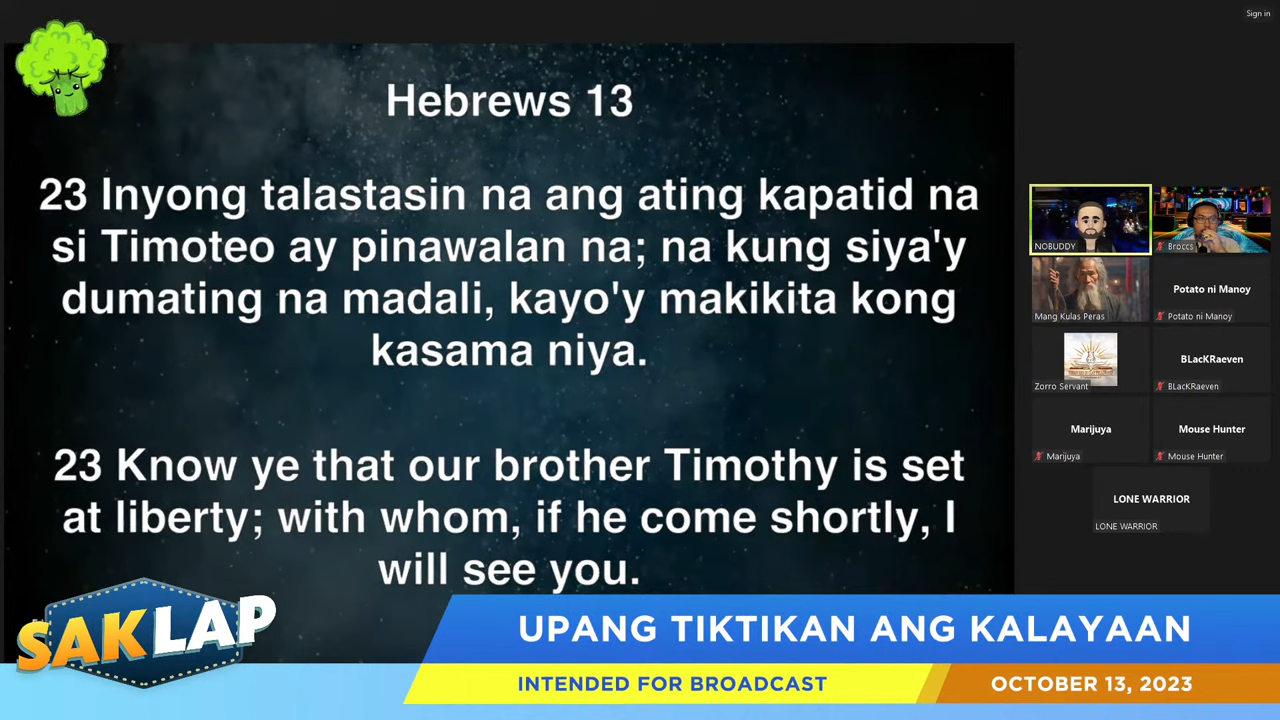 Sign in
Hebrews 13
23 Inyong talastasin na ang ating kapatid na
si Timoteo ay pinawalan na; na kung siya'y
dumating na madali, kayo'y makikita kong
kasama niya.
23 Know ye that our brother Timothy is set
at liberty; with whom, if he come shortly, I
will see you.
NOBUDDY
Broccs
Mang Kulas Peras
Potato ni Manoy
Potato ni Manoy
Zorro Servant
BLacKRaeven
BLacKRaeven
Marijuya
Marijuya
Mouse Hunter
Mouse Hunter
LONE WARRIOR
LONE WARRIOR
SAKLAP
UPANG TIKTIKAN ANG KALAYAAN
INTENDED FOR BROADCAST
OCTOBER 13, 2023